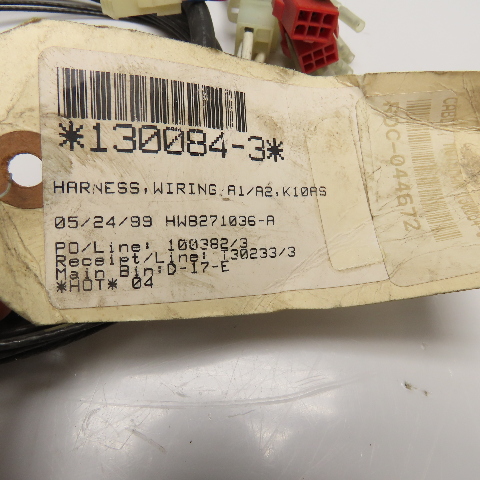 *130084-3*
HARNESS,WIRING,A1/A2,K10AS
05/24/99 HWB271036-A
PO/Line: 100382/3
Receipt/Line: 130233/3
Main Bin:D-17-E
*HOT* 04